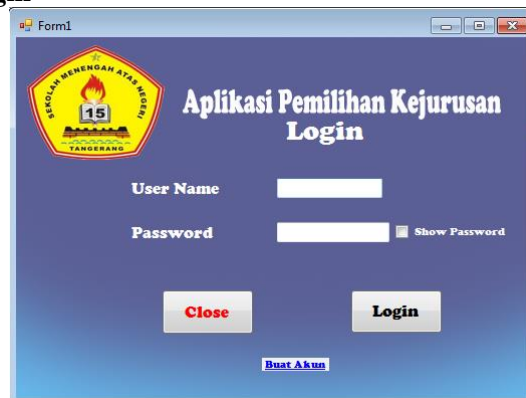 Form1
SEKOLAH MENENGAH ATAS NEGERI
15
TANGERANG
Aplikasi Pemilihan Kejurusan
Login
User Name
Password
Show Password
Close
Login
Buat Akun